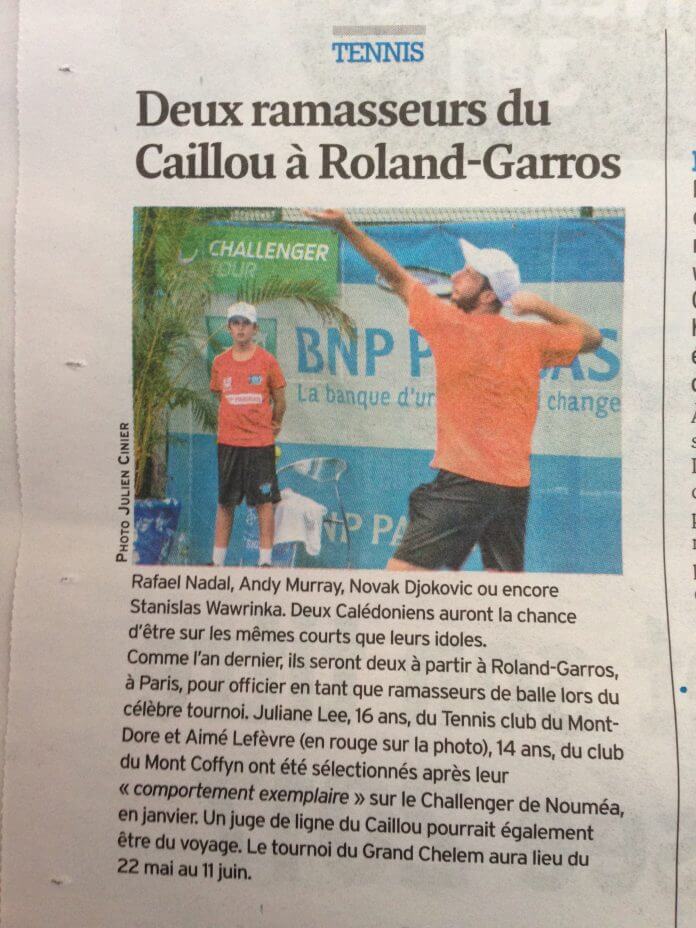 TENNIS
Deux ramasseurs du
Caillou à Roland-Garros
CHALLENGER
TOUR
BNP P AS
La banque d'un change
BNP PA
PHOTO JULIEN CINIER
Rafael Nadal, Andy Murray, Novak Djokovic ou encore
Stanislas Wawrinka. Deux Calédoniens auront la chance
d'être sur les mêmes courts que leurs idoles.
Comme l'an dernier, ils seront deux à partir à Roland-Garros,
à Paris, pour officier en tant que ramasseurs de balle lors du
célèbre tournoi. Juliane Lee, 16 ans, du Tennis club du Mont-
Dore et Aimé Lefèvre (en rouge sur la photo), 14 ans, du club
du Mont Coffyn ont été sélectionnés après leur
« comportement exemplaire » sur le Challenger de Nouméa,
en janvier. Un juge de ligne du Caillou pourrait également
être du voyage. Le tournoi du Grand Chelem aura lieu du
22 mai au 11 juin.